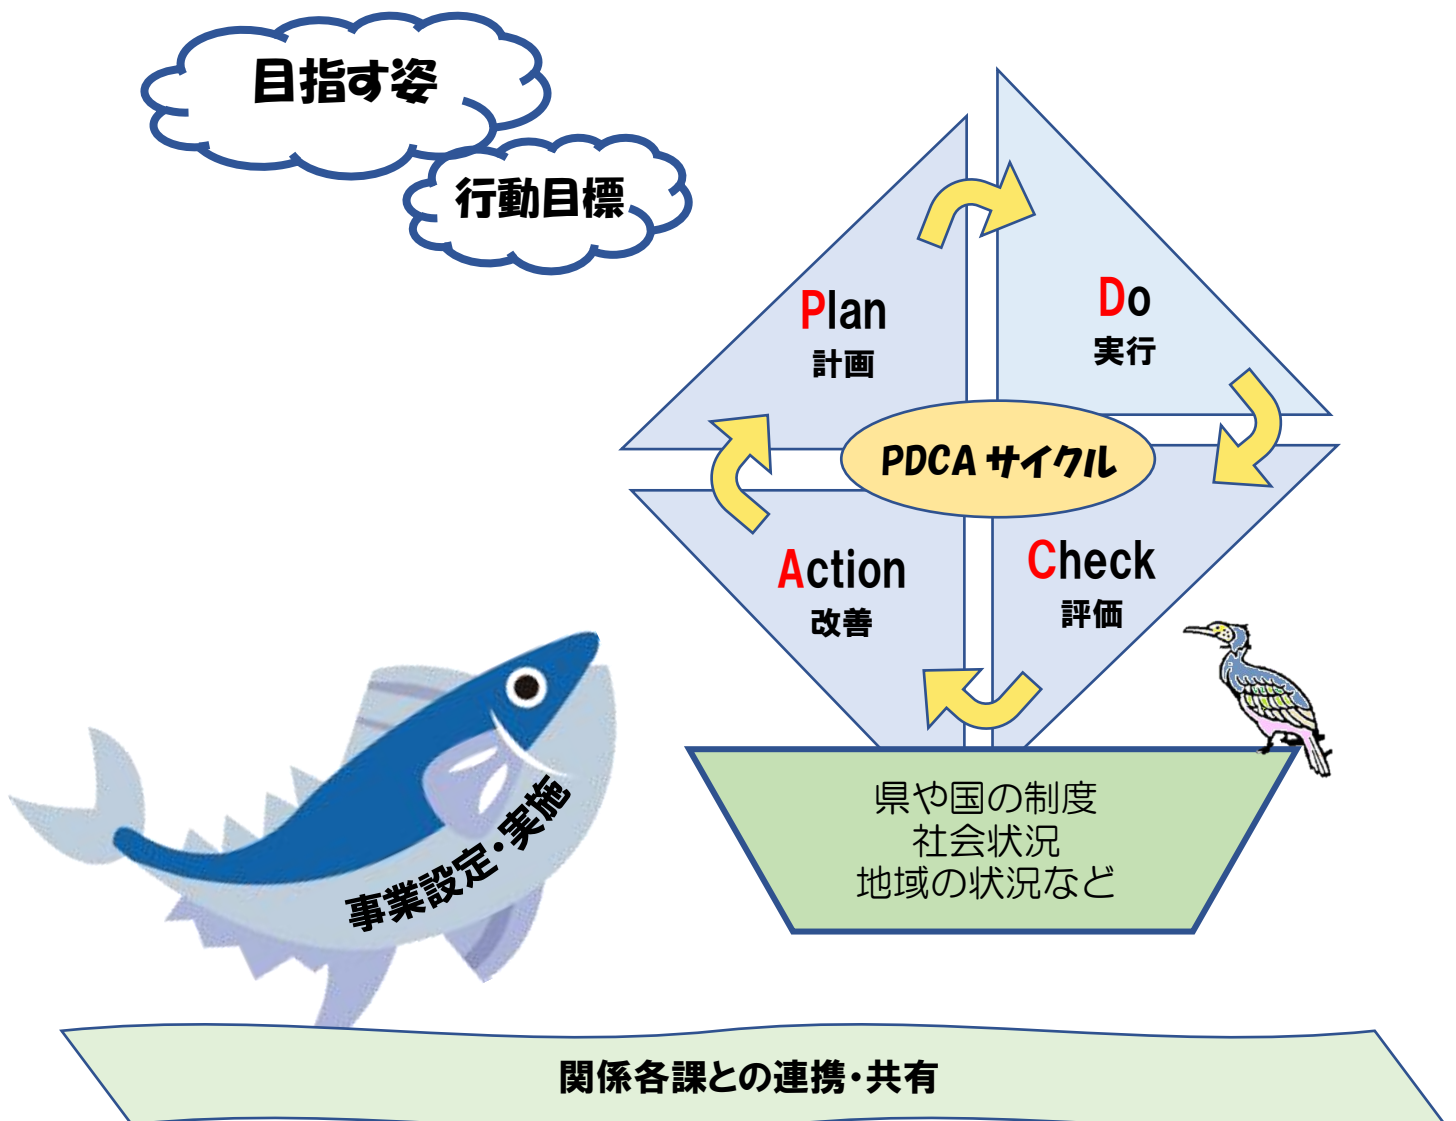 目指す姿
行動目標
Plan
計画
Do
実行
PDCA サイクル
Action
改善
Check
評価
事業設定・実施
県や国の制度
社会状況
地域の状況など
関係各課との連携・共有